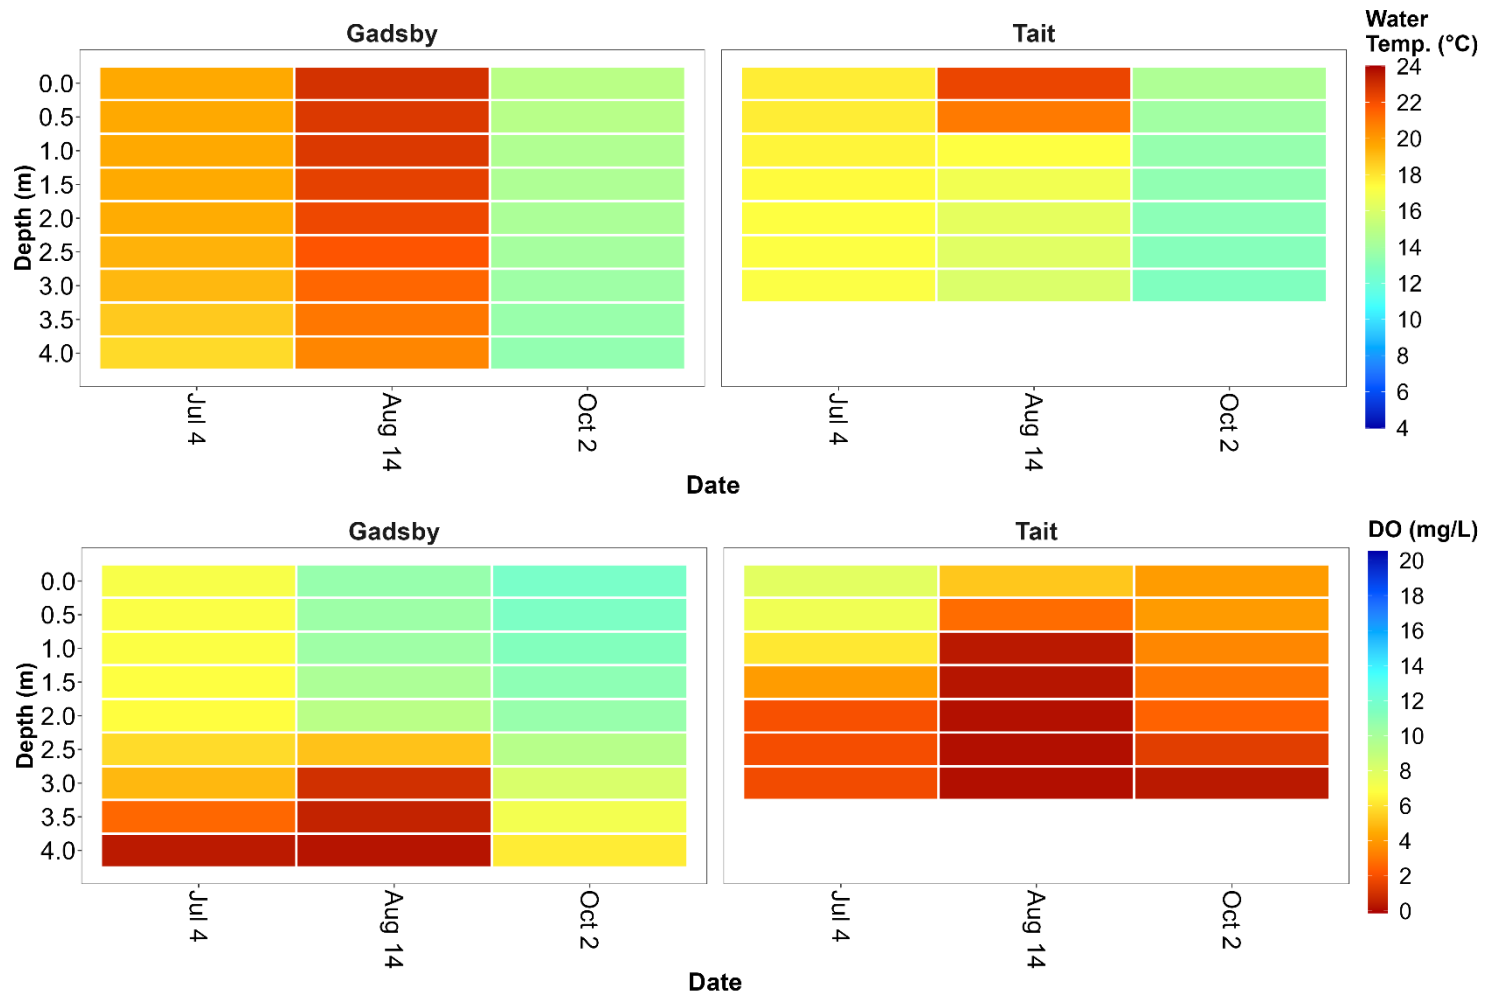 Gadsby
Tait
Water
Temp. (°C)
Depth (m)
0.0
0.5
1.0
1.5
2.0
2.5
3.0
3.5
4.0
24
22
20
18
16
14
12
10
8
6
4
Jul 4
Aug 14
Oct 2
Jul 4
Aug 14
Oct 2
Date
Gadsby
Tait
DO (mg/L)
Depth (m)
0.0
0.5
1.0
1.5
2.0
2.5
3.0
3.5
4.0
20
18
16
14
12
10
8
6
4
2
0
Jul 4
Aug 14
Oct 2
Jul 4
Aug 14
Oct 2
Date